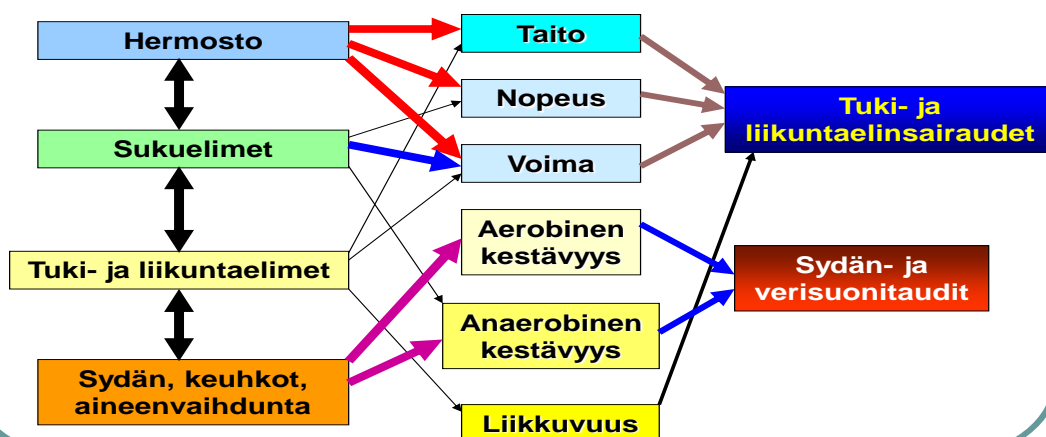 Hermosto
Sukuelimet
Tuki- ja liikuntaelimet
Sydän, keuhkot,
aineenvaihdunta
Taito
Nopeus
Voima
Aerobinen
kestävyys
Anaerobinen
kestävyys
Liikkuvuus
Tuki- ja
liikuntaelinsairaudet
Sydän- ja
verisuonitaudit